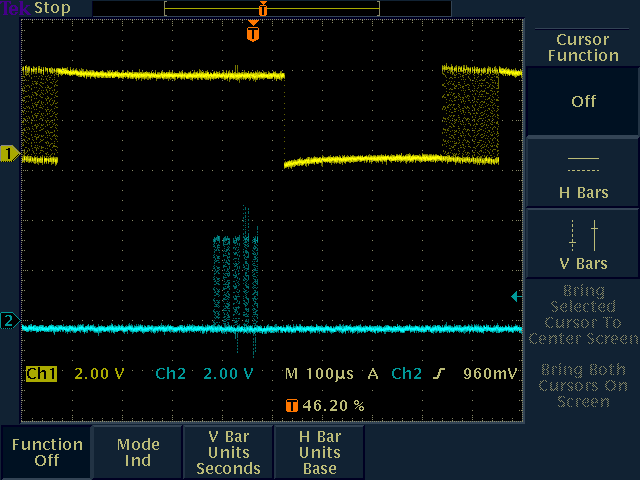 Tek Stop
T
T
Cursor
Function
Off
1
H Bars
V Bars
Bring
Selected
Cursor To
Center Screen
2
Bring Both
Cursors On
Screen
Ch1 2.00 V Ch2 2.00 V M 100µs A Ch2 960mV
T 46.20 %
Function
Off
Mode
Ind
V Bar
Units
Seconds
H Bar
Units
Base